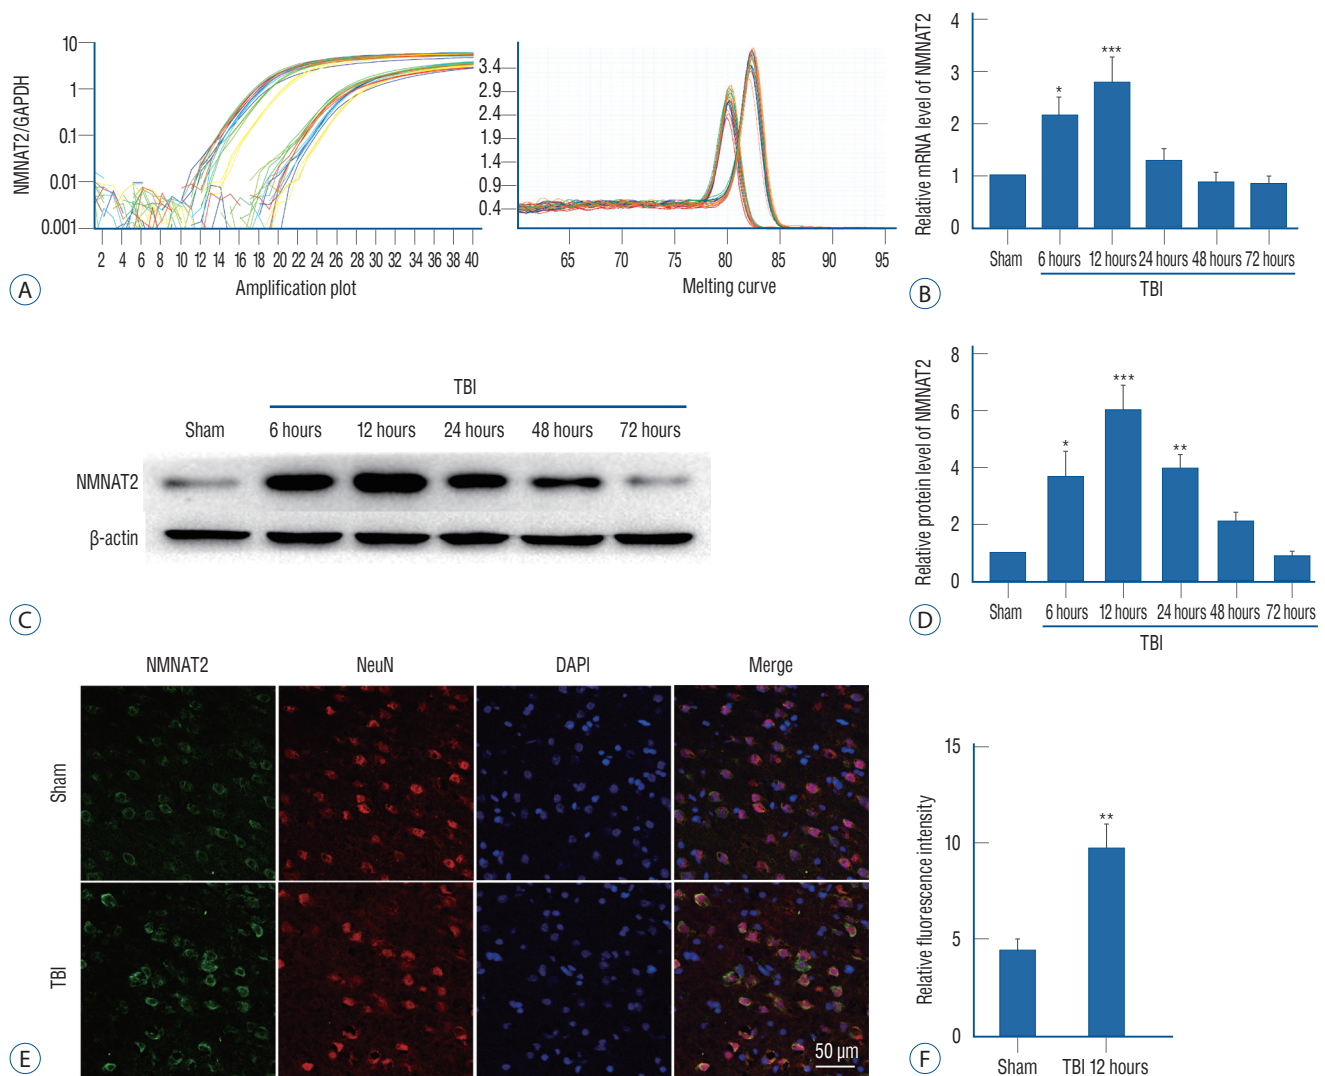 NMNAT2/GAPDH
10
1
0.1
0.01
0.001
2 4 6 8 10 12 14 16 18 20 22 24 26 28 30 32 34 36 38 40
Amplification plot
3.4
2.9
2.4
1.9
1.4
0.9
0.4
65 70 75 80 85 90 95
Melting curve
A
Relative mRNA level of NMNAT2
4
3
2
1
0
*
***
Sham 6 hours 12 hours 24 hours 48 hours 72 hours
TBI
B
TBI
Sham 6 hours 12 hours 24 hours 48 hours 72 hours
NMNAT2
β-actin
C
Relative protein level of NMNAT2
8
6
4
2
0
*
***
**
Sham 6 hours 12 hours 24 hours 48 hours 72 hours
TBI
D
NMNAT2 NeuN DAPI Merge
Sham
TBI
50 μm
E
Relative fluorescence intensity
15
10
5
0
**
Sham TBI 12 hours
F